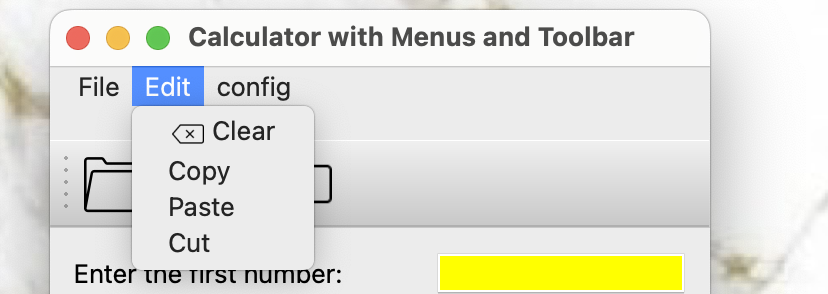 Calculator with Menus and Toolbar
File Edit config
Clear
Copy
Paste
Cut
Enter the first number: